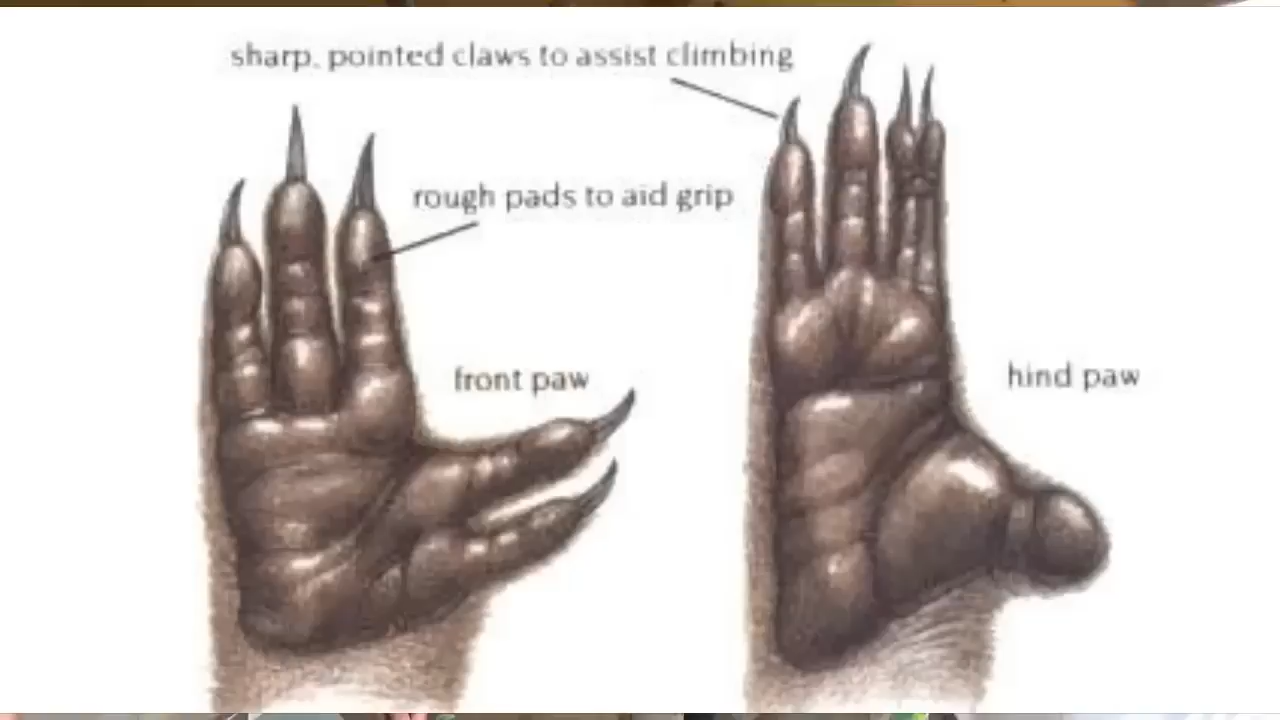 sharp, pointed claws to assist climbing
rough pads to aid grip
front paw
hind paw